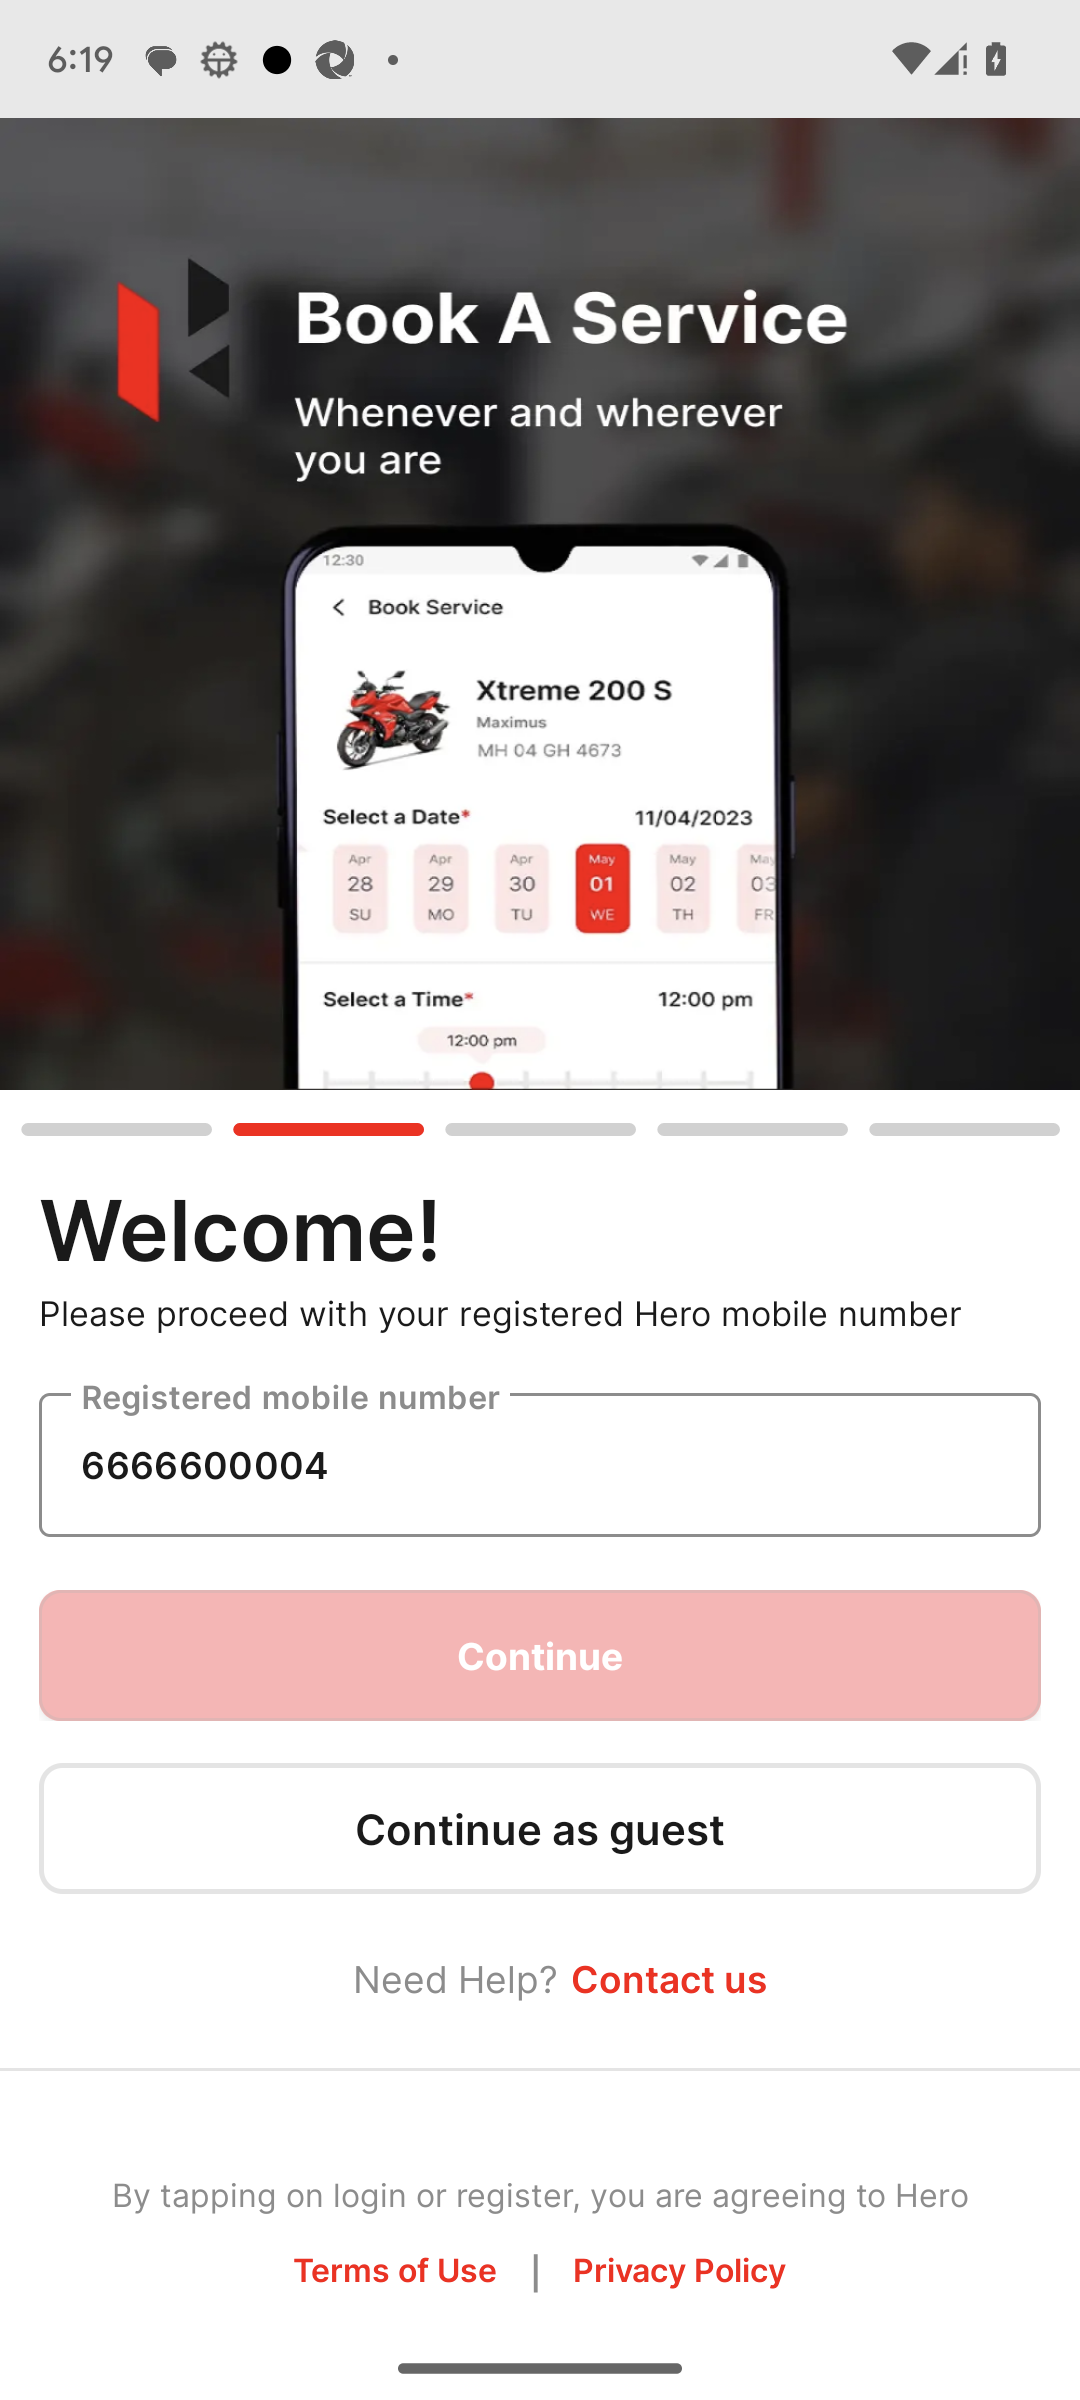 6:19
Book A Service
Whenever and wherever
you are
12:30
Book Service
Xtreme 200 S
Maximus
MH 04 GH 4673
Select a Date* 11/04/2023
Apr Apr Apr May May May
28 29 30 01 02 03
SU MO TU WE TH FR
Select a Time* 12:00 pm
12:00 pm
Welcome!
Please proceed with your registered Hero mobile number
Registered mobile number
6666600004
Continue
Continue as guest
Need Help? Contact us
By tapping on login or register, you are agreeing to Hero
Terms of Use | Privacy Policy